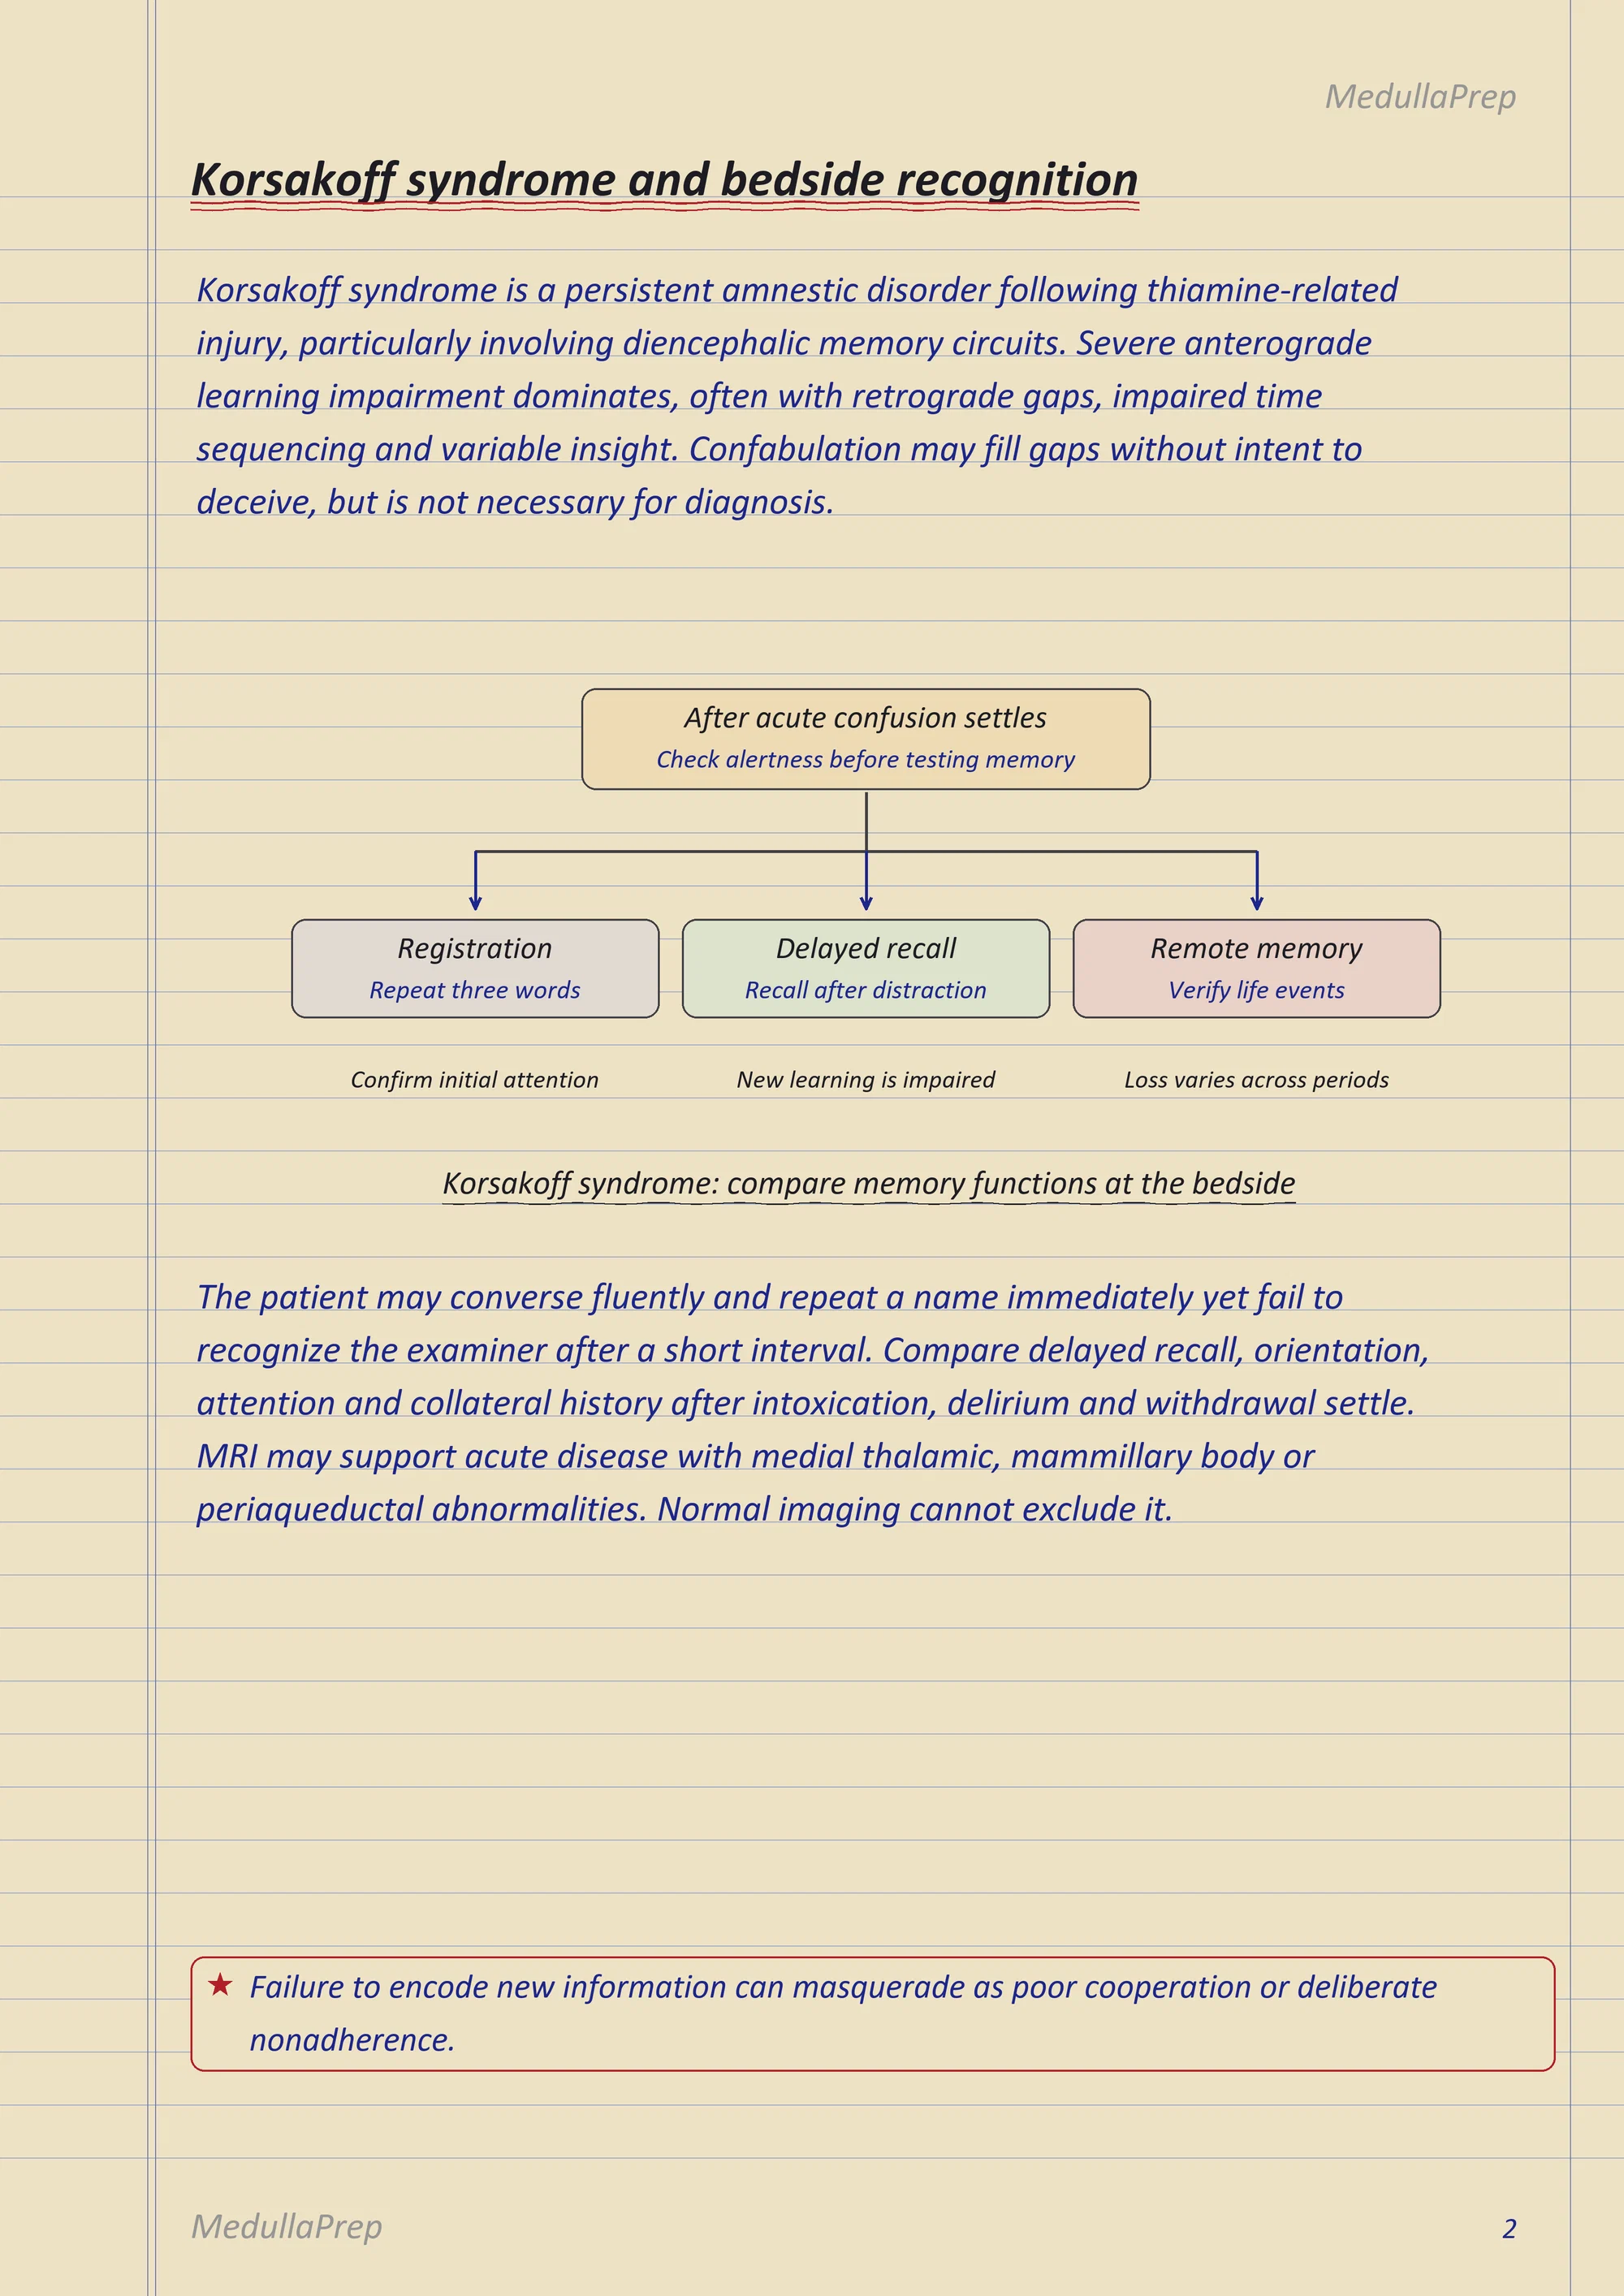 MedullaPrep
Korsakoff syndrome and bedside recognition
Korsakoff syndrome is a persistent amnestic disorder following thiamine-related
injury, particularly involving diencephalic memory circuits. Severe anterograde
learning impairment dominates, often with retrograde gaps, impaired time
sequencing and variable insight. Confabulation may fill gaps without intent to
deceive, but is not necessary for diagnosis.
After acute confusion settles
Check alertness before testing memory
Registration
Repeat three words
Delayed recall
Recall after distraction
Remote memory
Verify life events
Confirm initial attention
New learning is impaired
Loss varies across periods
Korsakoff syndrome: compare memory functions at the bedside
The patient may converse fluently and repeat a name immediately yet fail to
recognize the examiner after a short interval. Compare delayed recall, orientation,
attention and collateral history after intoxication, delirium and withdrawal settle.
MRI may support acute disease with medial thalamic, mammillary body or
periaqueductal abnormalities. Normal imaging cannot exclude it.
★ Failure to encode new information can masquerade as poor cooperation or deliberate
nonadherence.
MedullaPrep
2